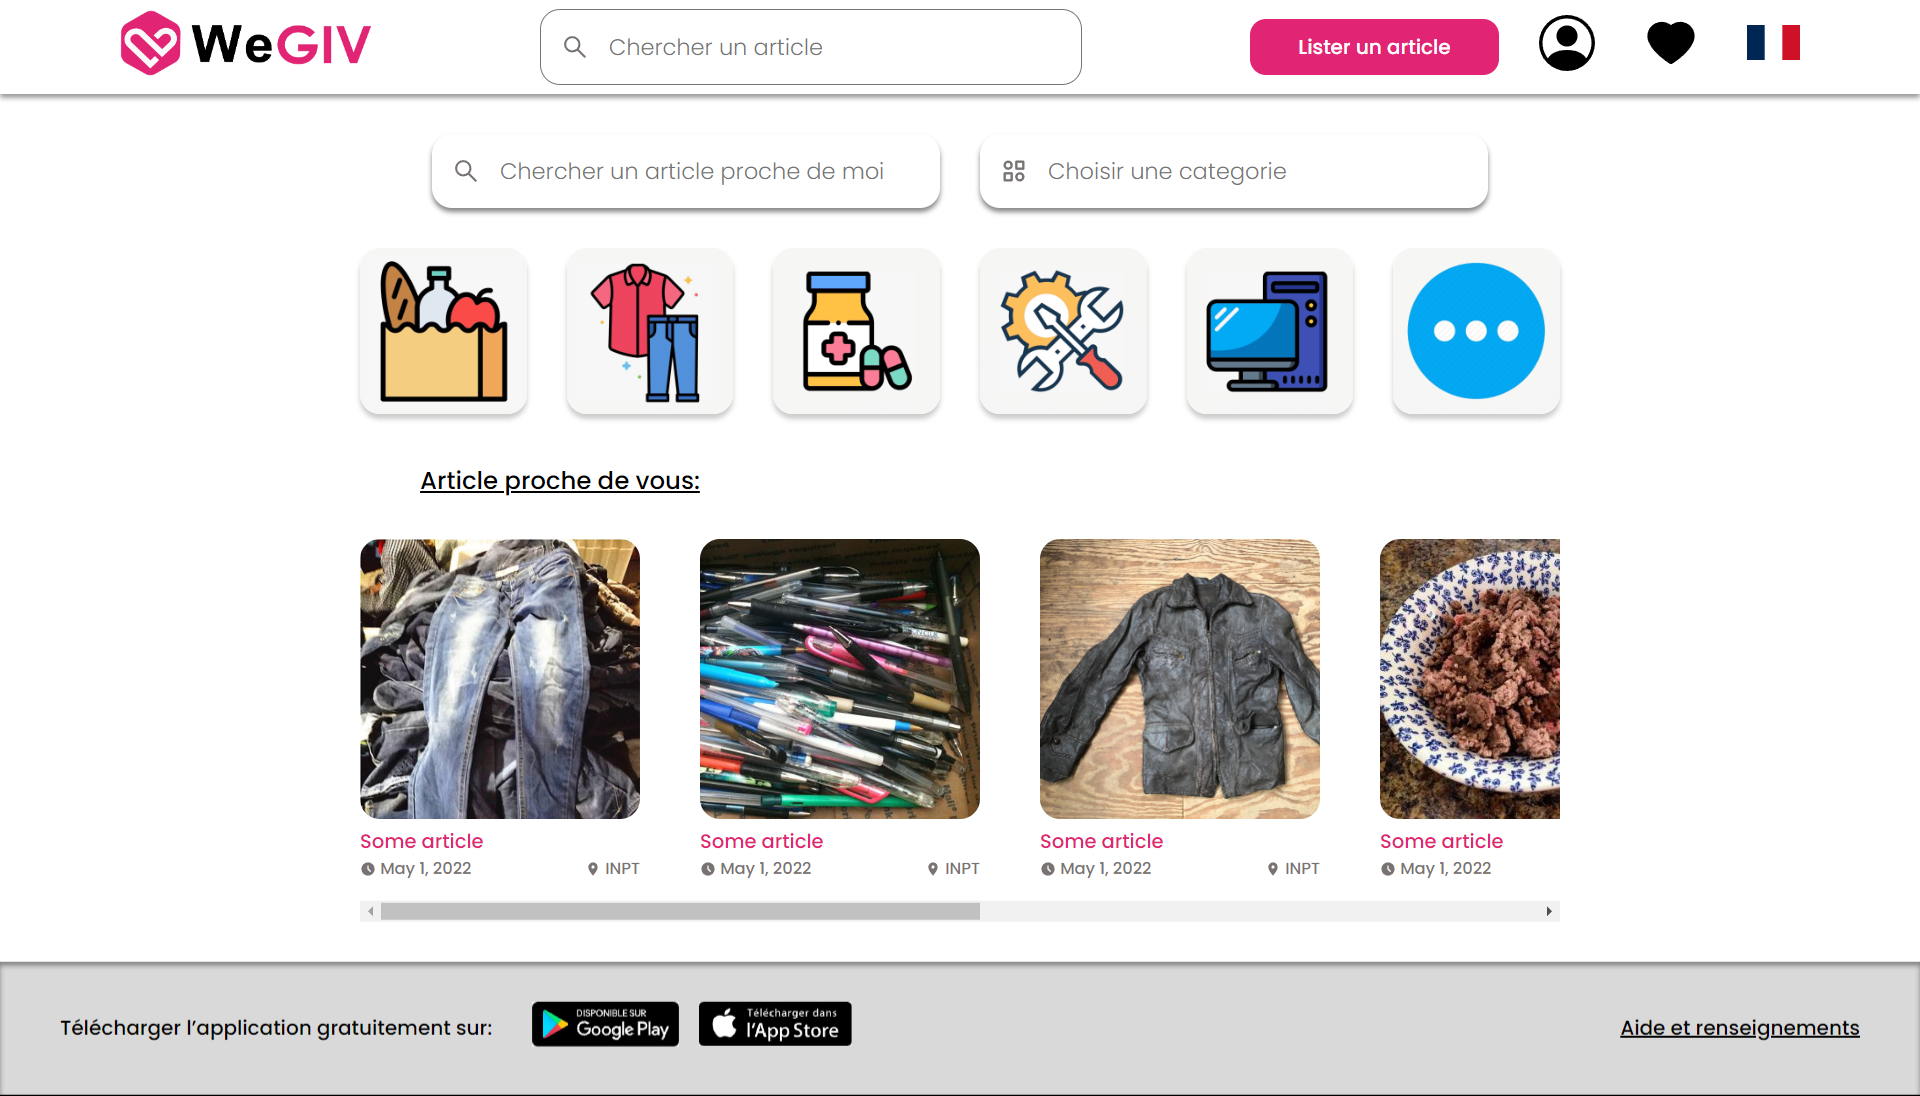 WeGIV
Chercher un article
Lister un article
Chercher un article proche de moi
Choisir une categorie
Article proche de vous:
Some article
May 1, 2022
INPT
Some article
May 1, 2022
INPT
Some article
May 1, 2022
INPT
Some article
May 1, 2022
Télécharger l’application gratuitement sur:
DISPONIBLE SUR
Google Play
Télécharger dans
l’App Store
Aide et renseignements